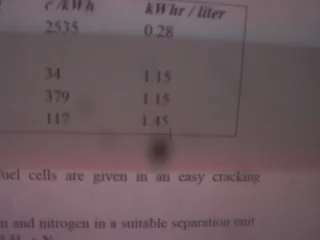 c /kWh kWhr / liter
2535 0.28
34 1.15
379 1.15
117 1.45
fuel cells are given in an easy cracking
and nitrogen in a suitable separation unit